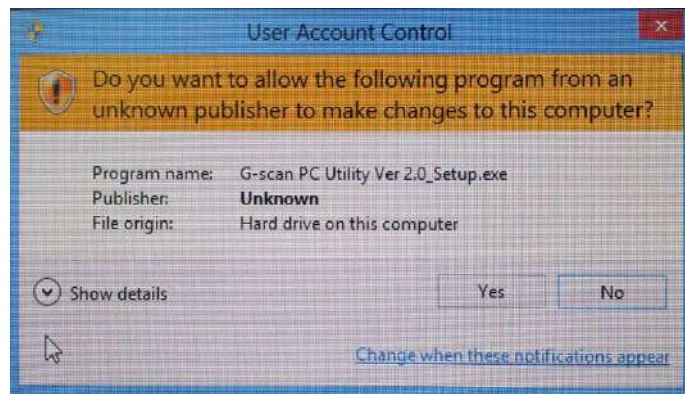 User Account Control
Do you want to allow the following program from an
unknown publisher to make changes to this computer?
Program name: G-scan PC Utility Ver 2.0_Setup.exe
Publisher: Unknown
File origin: Hard drive on this computer
Show details
Yes
No
Change when these notifications appear